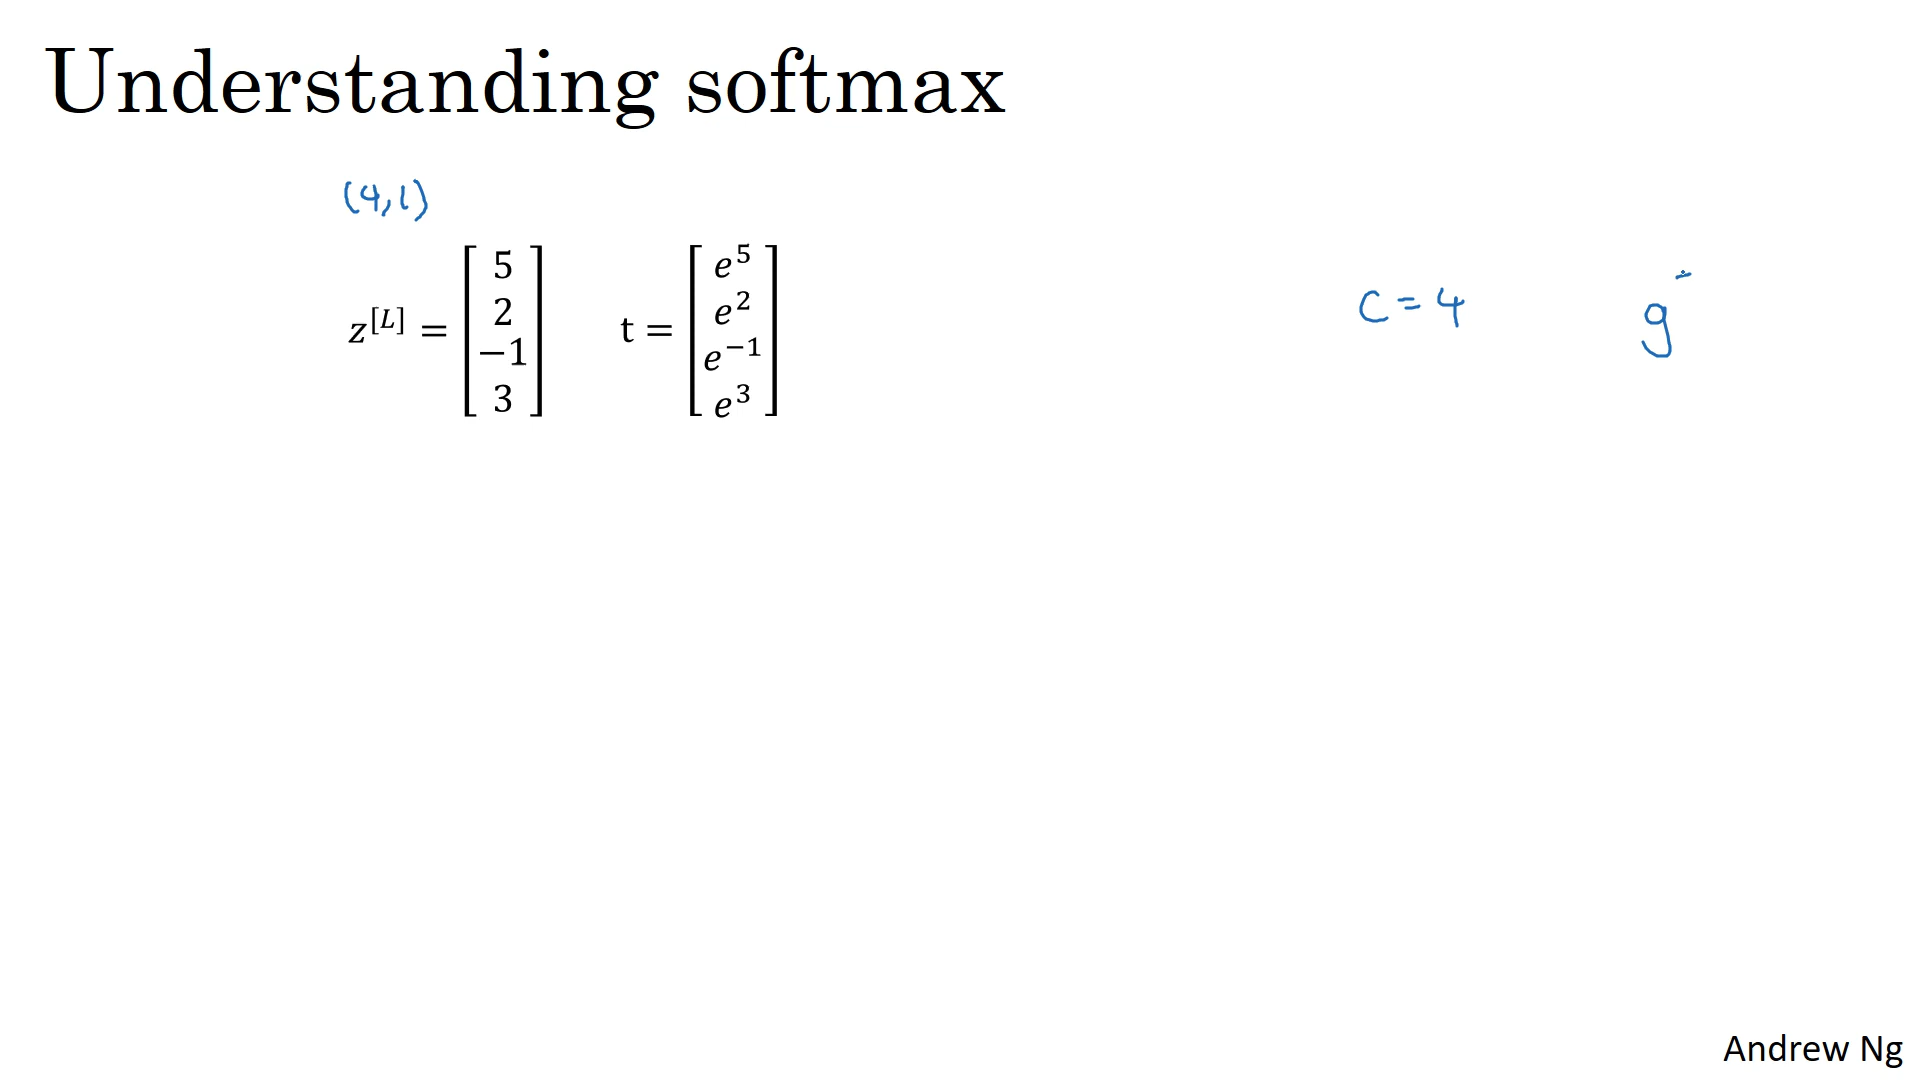 Understanding softmax
(4,1)
z^[L] = [5 2 −1 3] t = [e^5 e^2 e^−1 e^3] C = 4 g
Andrew Ng